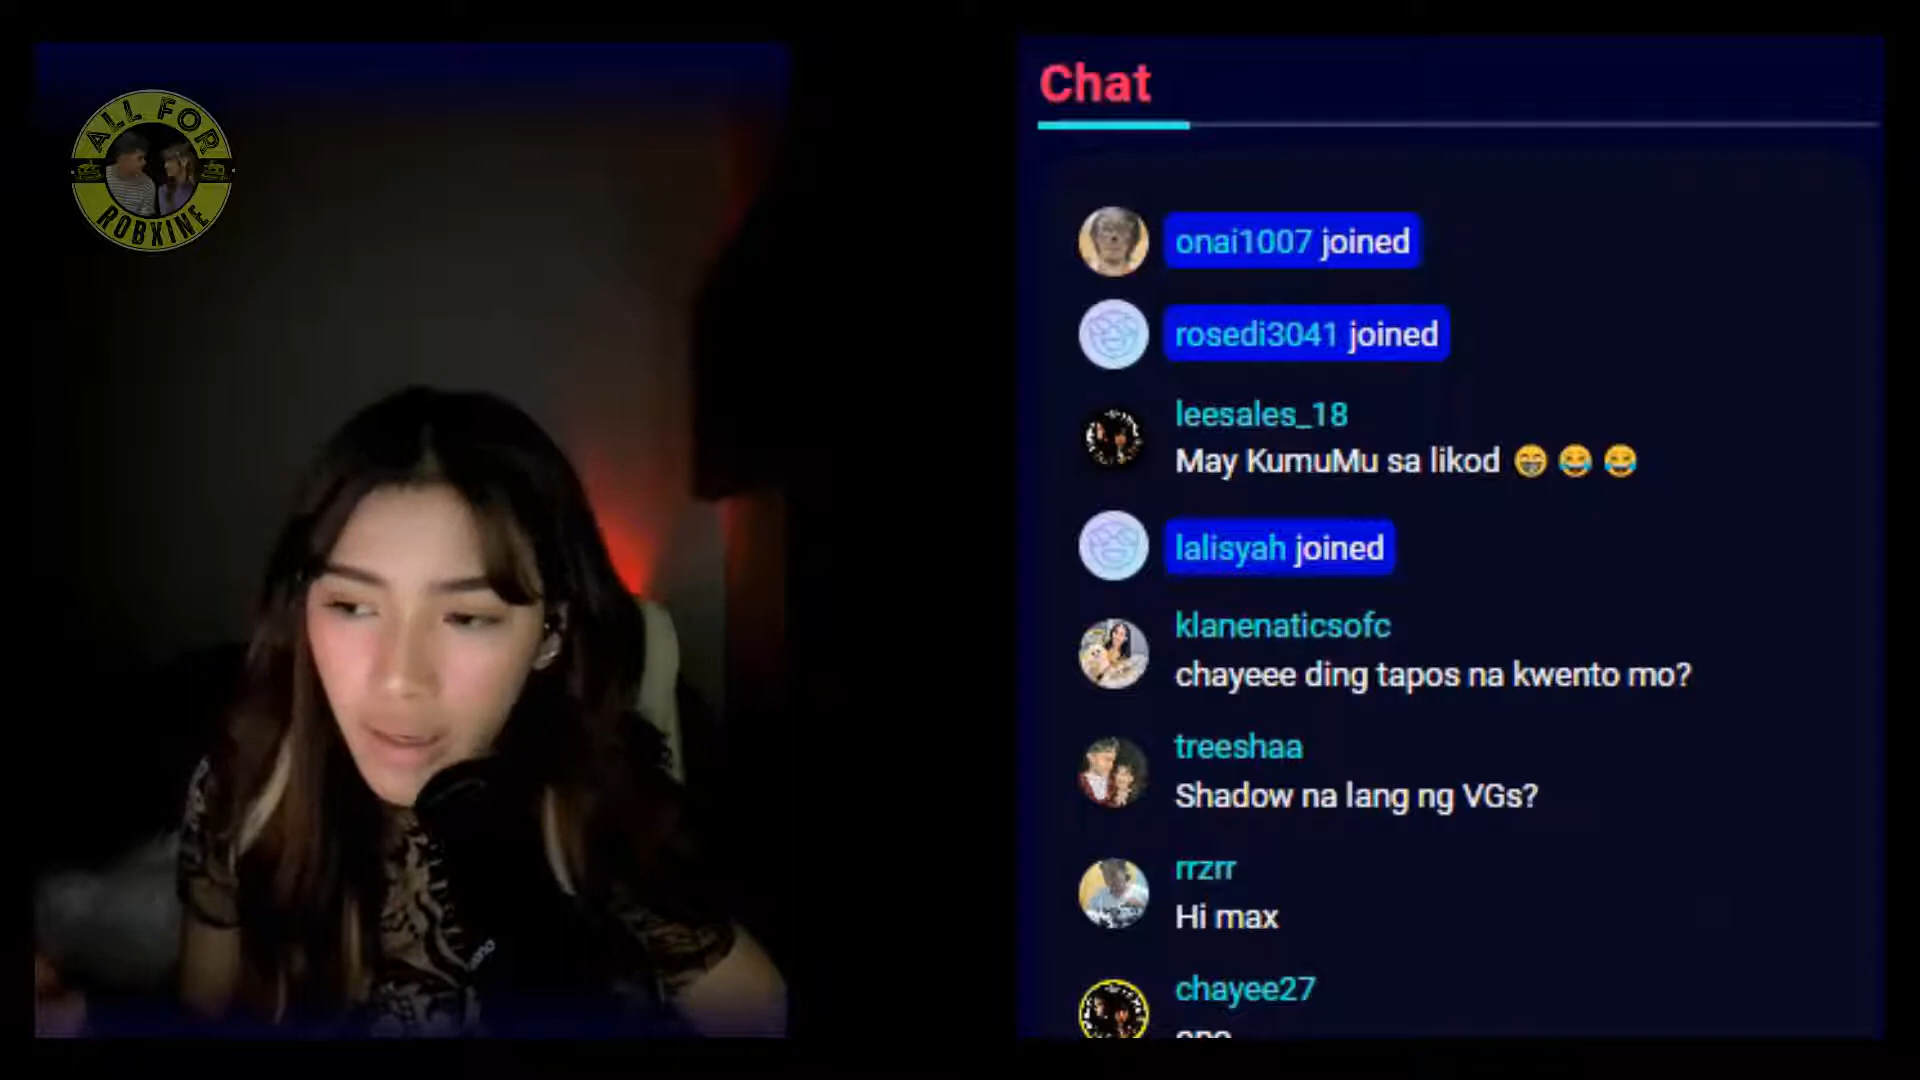 ALL FOR
ROBXINE
Chat
onai1007 joined
rosedi3041 joined
leesales_18
May KumuMu sa likod 😁 😂 😂
lalisyah joined
klanenaticsofc
chayeee ding tapos na kwento mo?
treeshaa
Shadow na lang ng VGs?
rrzrr
Hi max
chayee27